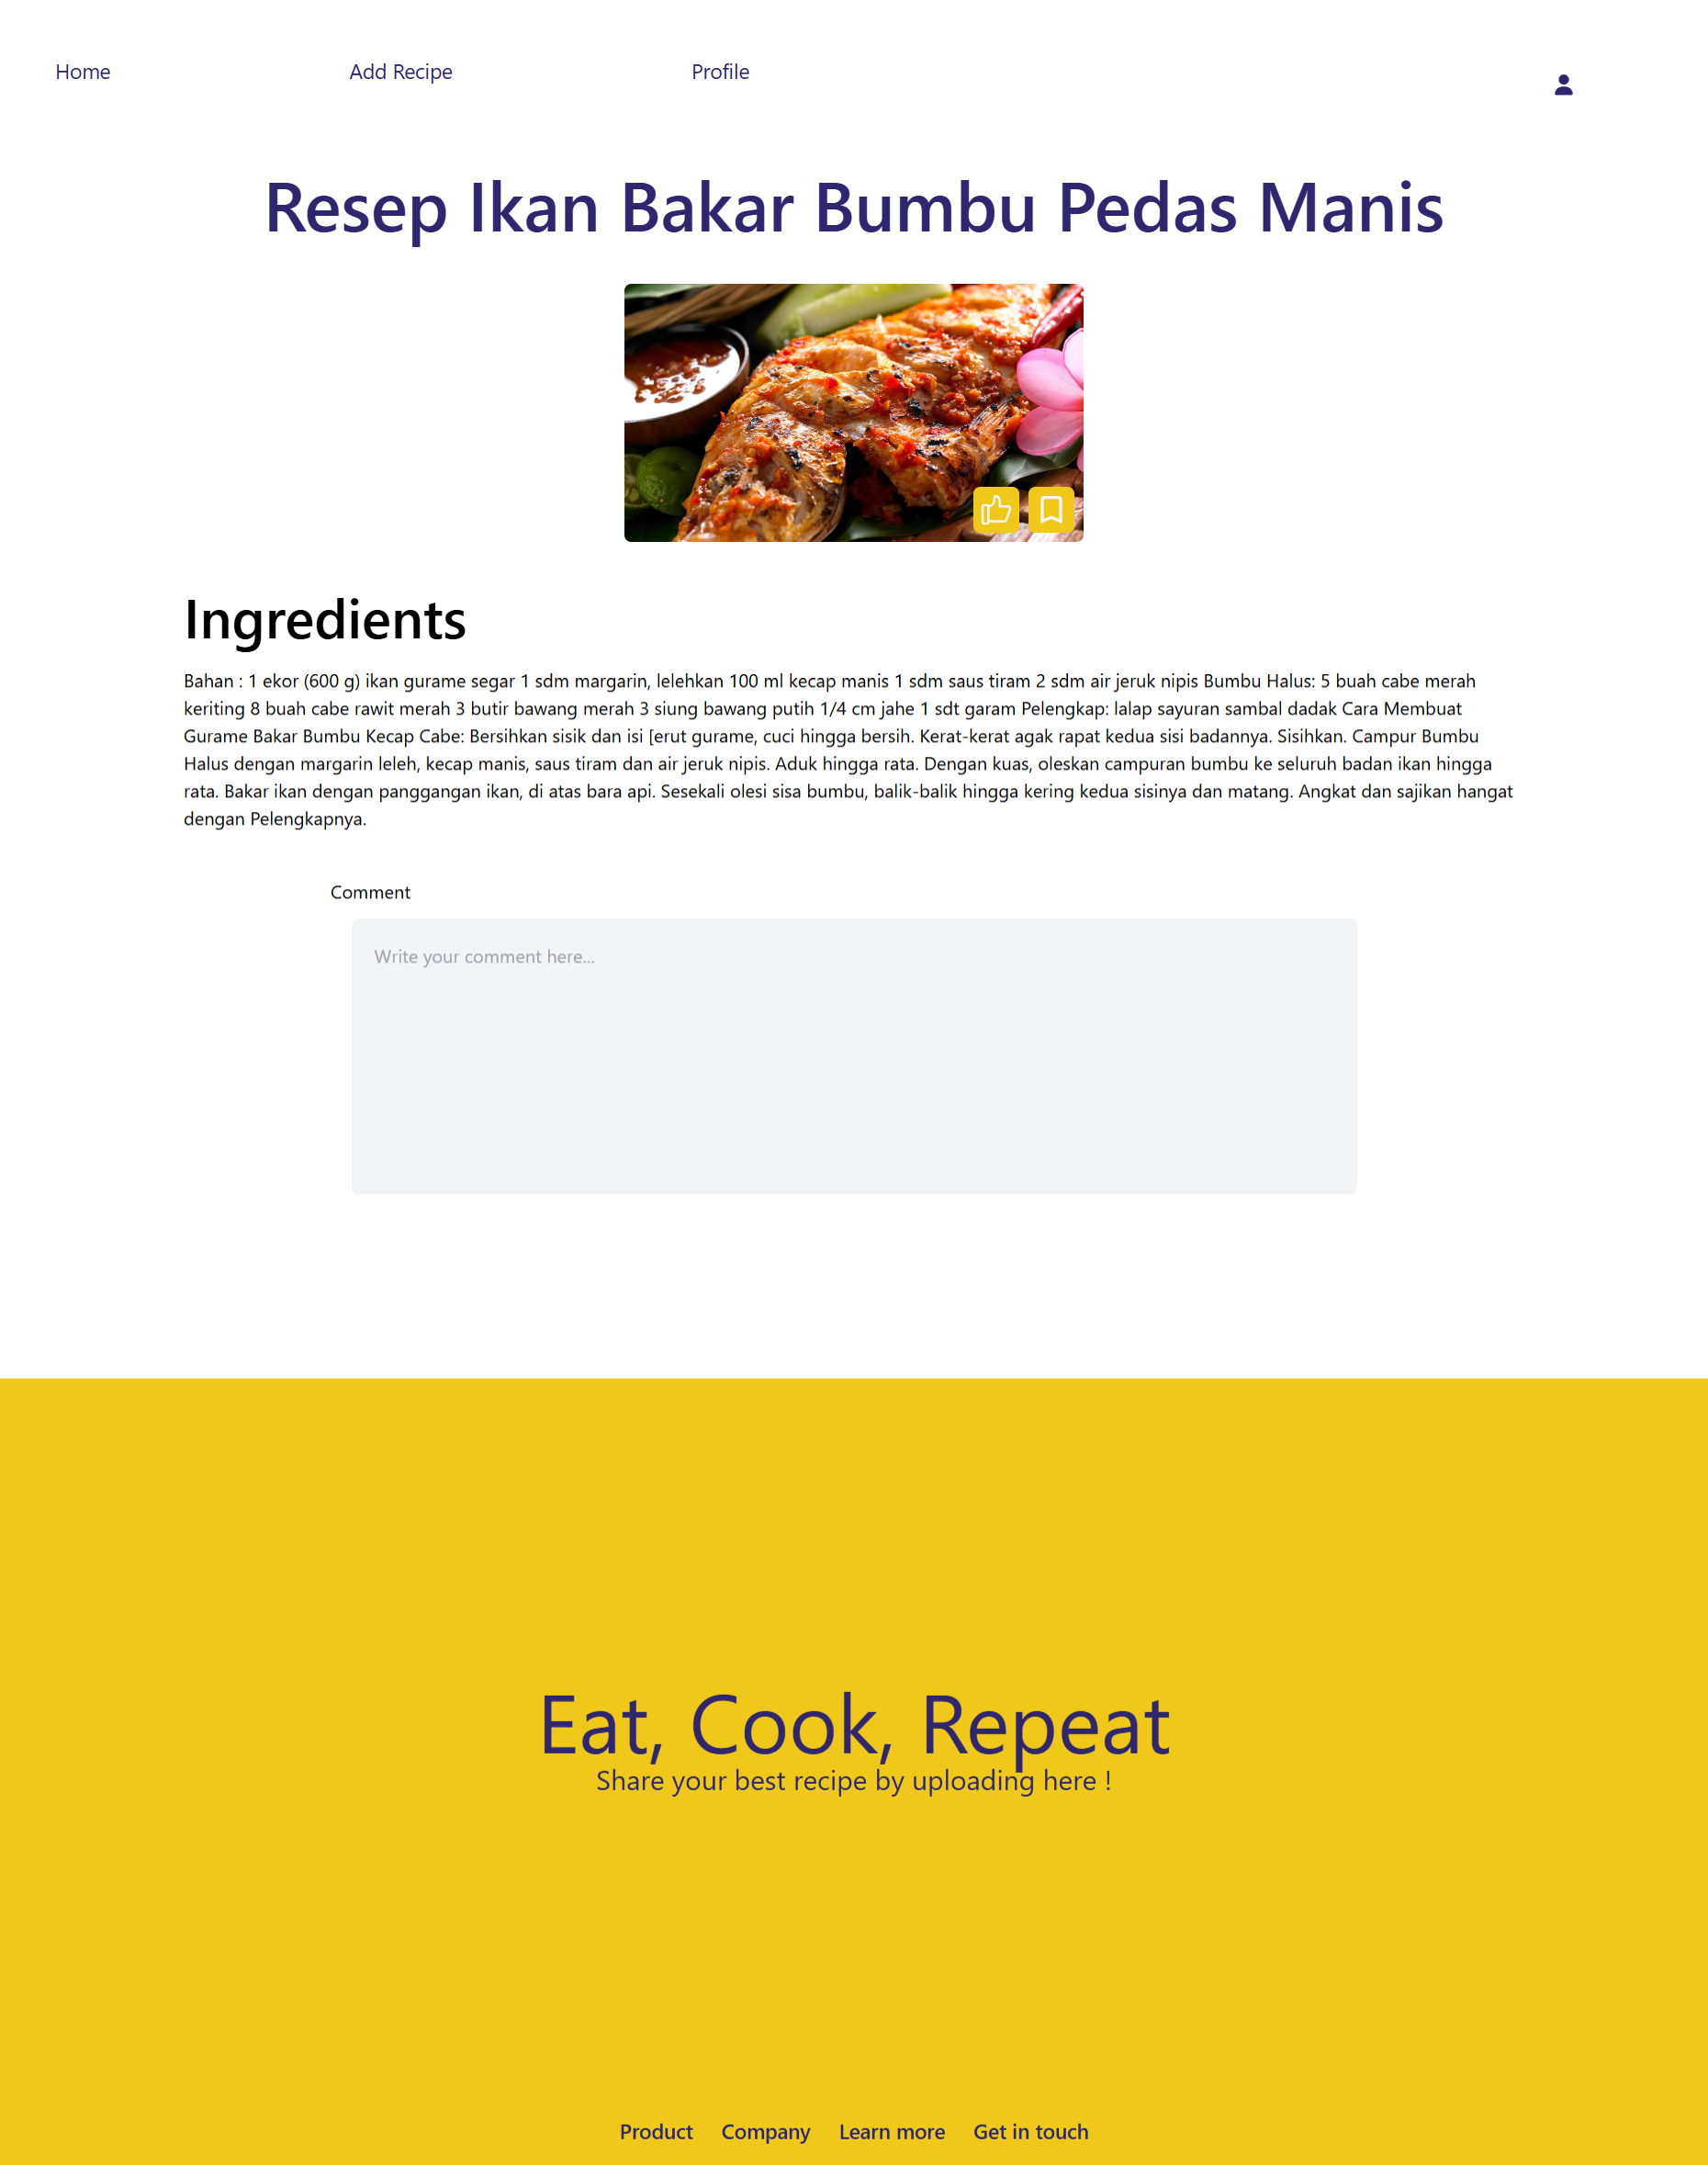 Home
Add Recipe
Profile
Resep Ikan Bakar Bumbu Pedas Manis
Ingredients
Bahan : 1 ekor (600 g) ikan gurame segar 1 sdm margarin, lelehkan 100 ml kecap manis 1 sdm saus tiram 2 sdm air jeruk nipis Bumbu Halus: 5 buah cabe merah
keriting 8 buah cabe rawit merah 3 butir bawang merah 3 siung bawang putih 1/4 cm jahe 1 sdt garam Pelengkap: lalap sayuran sambal dadak Cara Membuat
Gurame Bakar Bumbu Kecap Cabe: Bersihkan sisik dan isi [erut gurame, cuci hingga bersih. Kerat-kerat agak rapat kedua sisi badannya. Sisihkan. Campur Bumbu
Halus dengan margarin leleh, kecap manis, saus tiram dan air jeruk nipis. Aduk hingga rata. Dengan kuas, oleskan campuran bumbu ke seluruh badan ikan hingga
rata. Bakar ikan dengan panggangan ikan, di atas bara api. Sesekali olesi sisa bumbu, balik-balik hingga kering kedua sisinya dan matang. Angkat dan sajikan hangat
dengan Pelengkapnya.
Comment
Write your comment here...
Eat, Cook, Repeat
Share your best recipe by uploading here !
Product
Company
Learn more
Get in touch